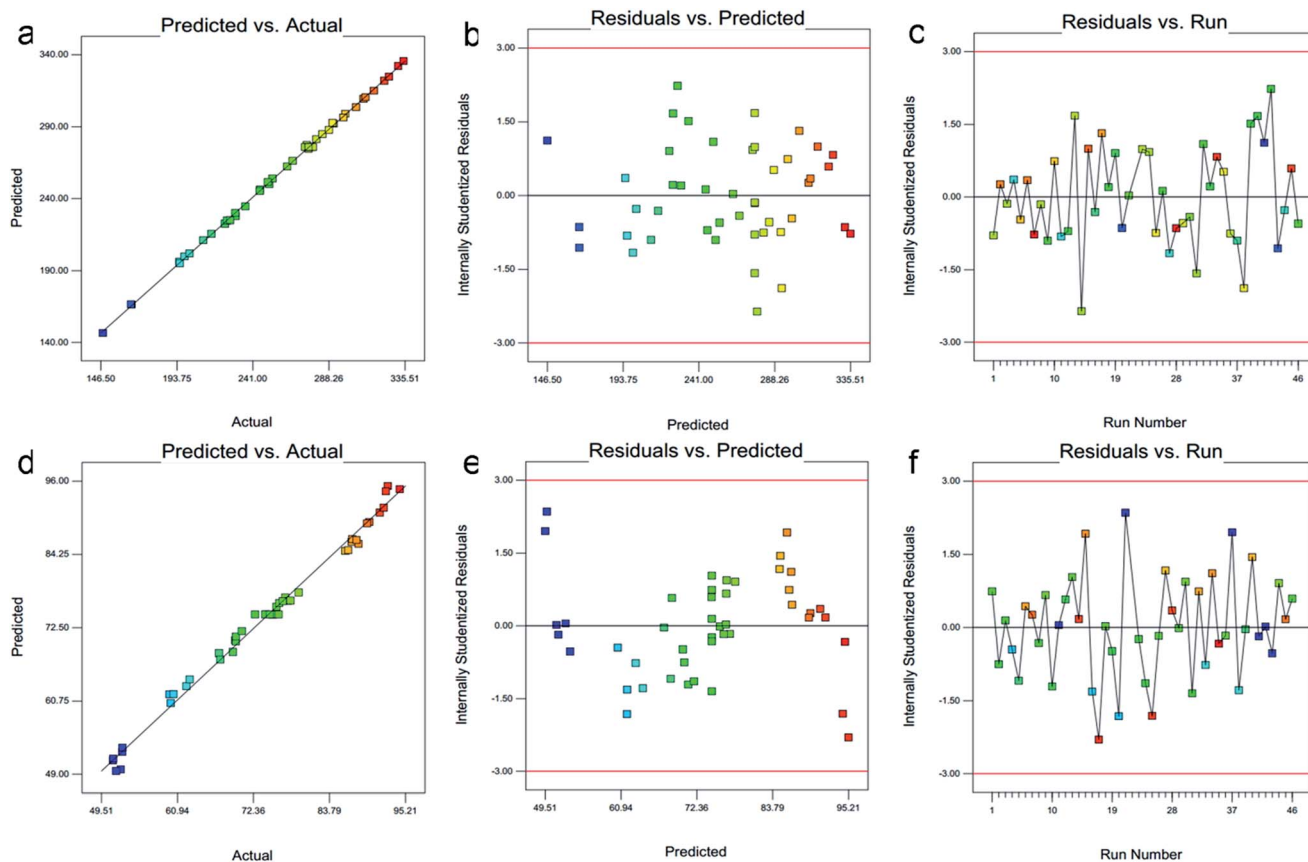 a
Predicted vs. Actual
Predicted
340.00
290.00
240.00
190.00
140.00
146.50
193.75
241.00
288.26
335.51
Actual
b
Residuals vs. Predicted
Internally Studentized Residuals
3.00
1.50
0.00
-1.50
-3.00
146.50
193.75
241.00
288.26
335.51
Predicted
c
Residuals vs. Run
Internally Studentized Residuals
3.00
1.50
0.00
-1.50
-3.00
1
10
19
28
37
46
Run Number
d
Predicted vs. Actual
Predicted
96.00
84.25
72.50
60.75
49.00
49.51
60.94
72.36
83.79
95.21
Actual
e
Residuals vs. Predicted
Internally Studentized Residuals
3.00
1.50
0.00
-1.50
-3.00
49.51
60.94
72.36
83.79
95.21
Predicted
f
Residuals vs. Run
Internally Studentized Residuals
3.00
1.50
0.00
-1.50
-3.00
1
10
19
28
37
46
Run Number